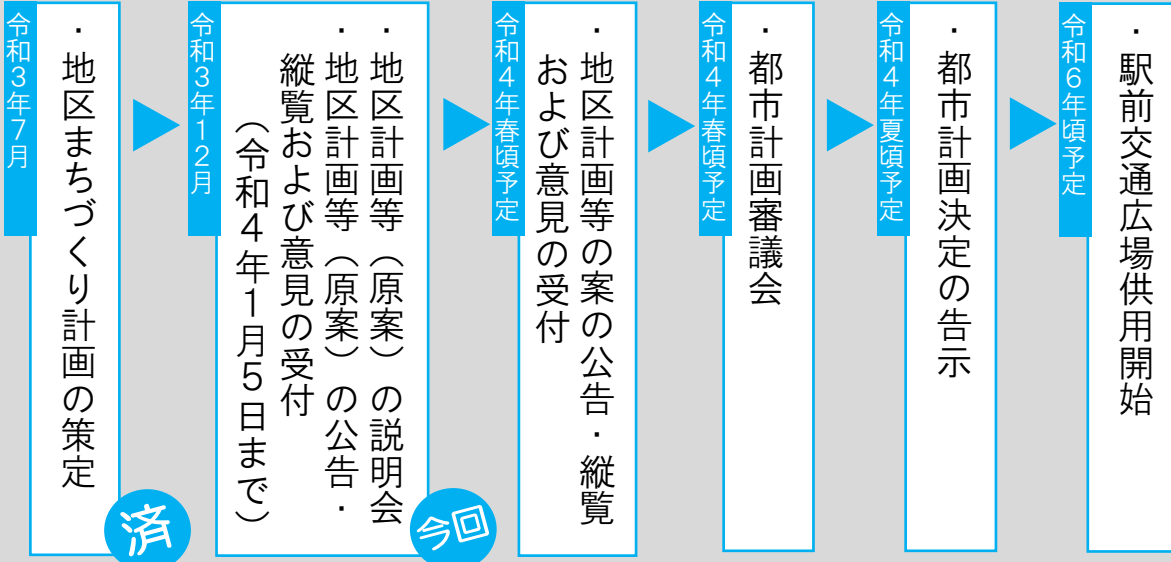 令和3年7月
・地区まちづくり計画の策定
済
令和3年12月
・地区計画等（原案）の説明会
・地区計画等（原案）の公告・
縦覧および意見の受付
（令和4年1月5日まで）
今回
令和4年春頃予定
・地区計画等の案の公告・縦覧
および意見の受付
令和4年春頃予定
・都市計画審議会
令和4年夏頃予定
・都市計画決定の告示
令和6年頃予定
・駅前交通広場供用開始